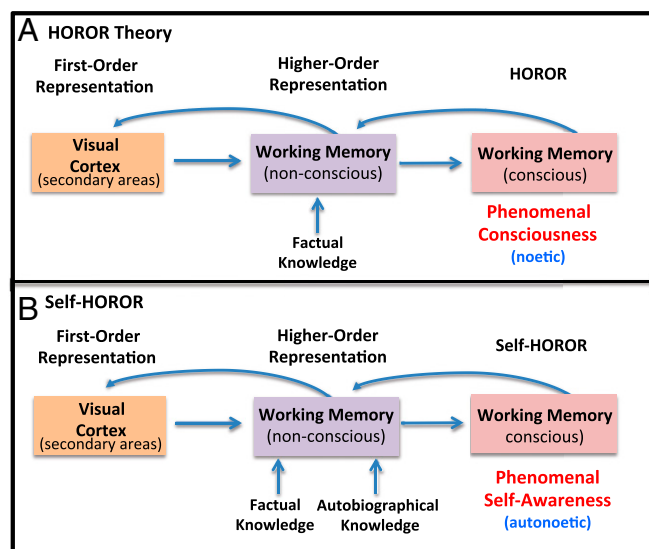 A HOROR Theory
First-Order
Representation
Higher-Order
Representation
HOROR
Visual
Cortex
(secondary areas)
Working Memory
(non-conscious)
Working Memory
(conscious)
Factual
Knowledge
Phenomenal
Consciousness
(noetic)
B Self-HOROR
First-Order
Representation
Higher-Order
Representation
Self-HOROR
Visual
Cortex
(secondary areas)
Working Memory
(non-conscious)
Working Memory
conscious)
Factual
Knowledge
Autobiographical
Knowledge
Phenomenal
Self-Awareness
(autonoetic)